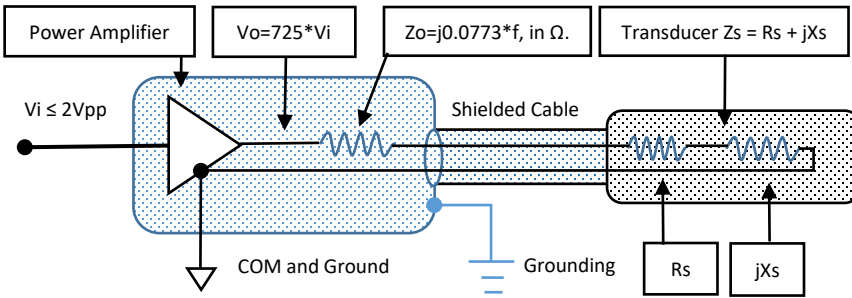 Power Amplifier
Vo=725*Vi
Zo=j0.0773*f, in Ω.
Transducer Zs = Rs + jXs
Vi ≤ 2Vpp
Shielded Cable
COM and Ground
Grounding
Rs
jXs